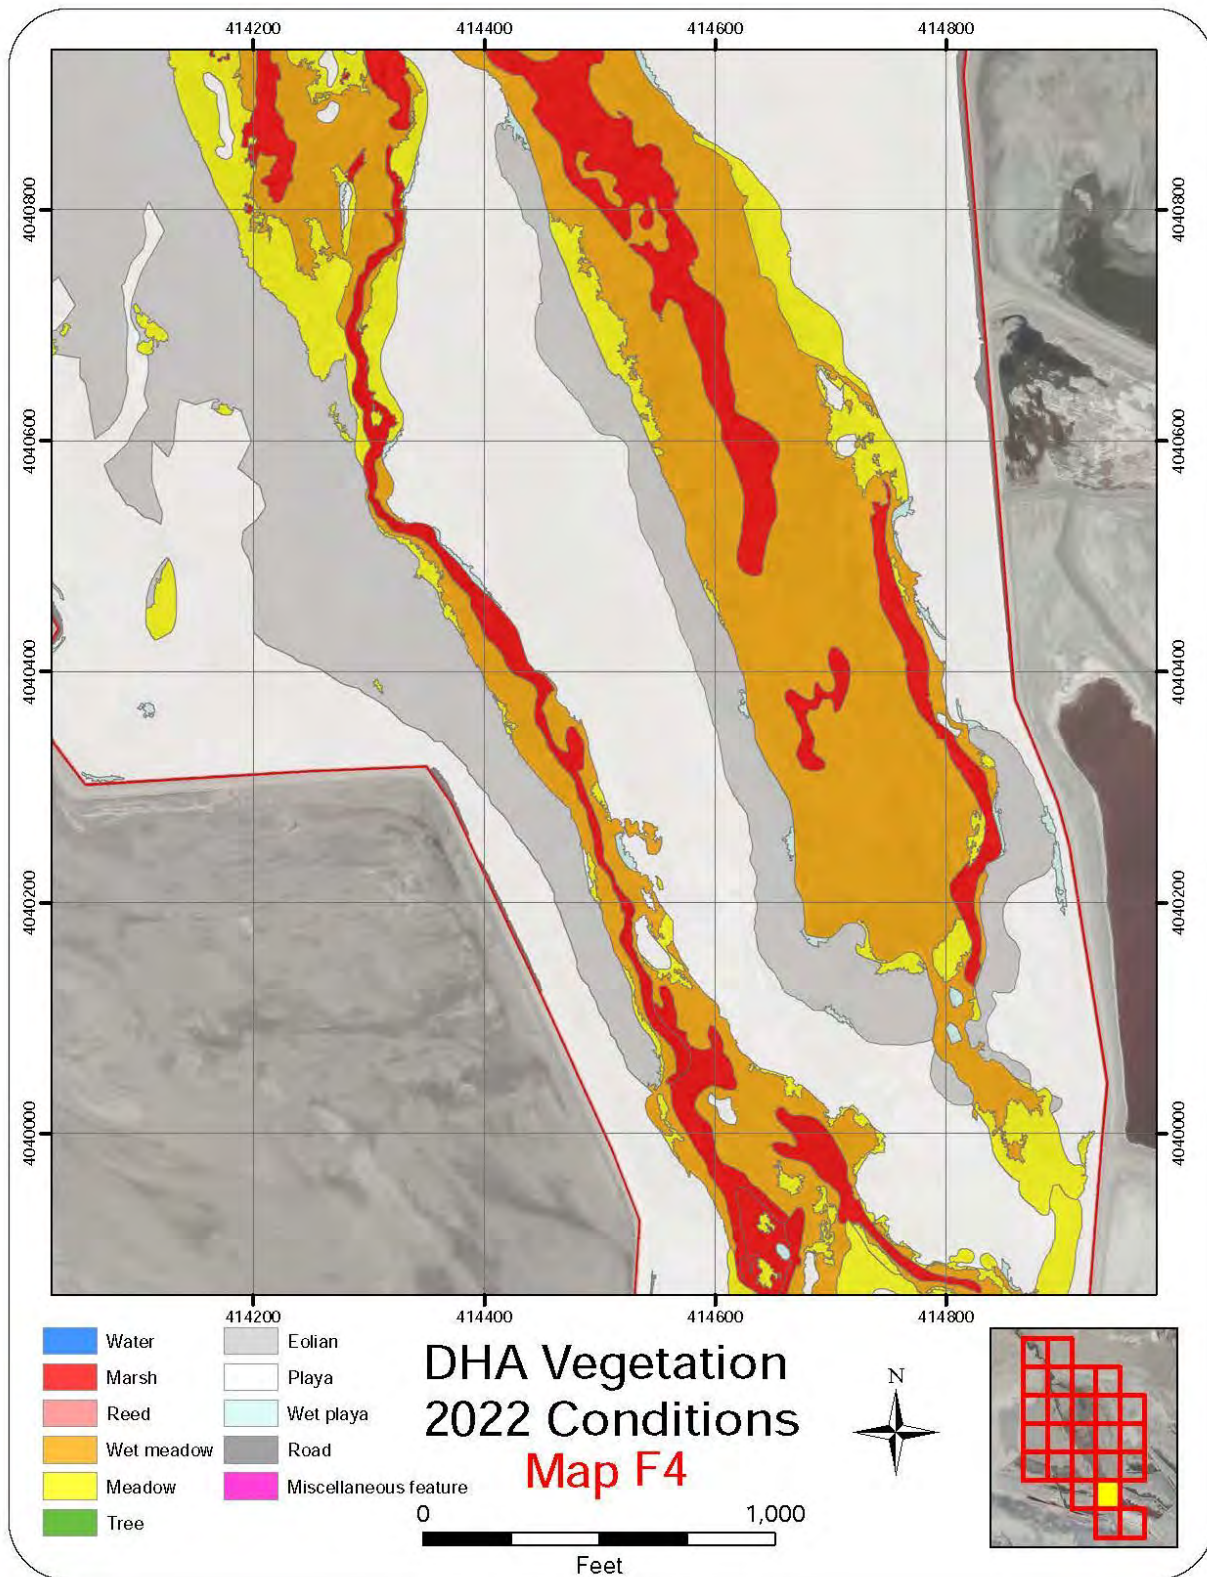 414200 414400 414600 414800
4040800 4040800
4040600 4040600
4040400 4040400
4040200 4040200
4040000 4040000
414200 414400 414600 414800
Water
Marsh
Reed
Wet meadow
Meadow
Tree
Eolian
Playa
Wet playa
Road
Miscellaneous feature
DHA Vegetation
2022 Conditions
Map F4
0 1,000
Feet
N